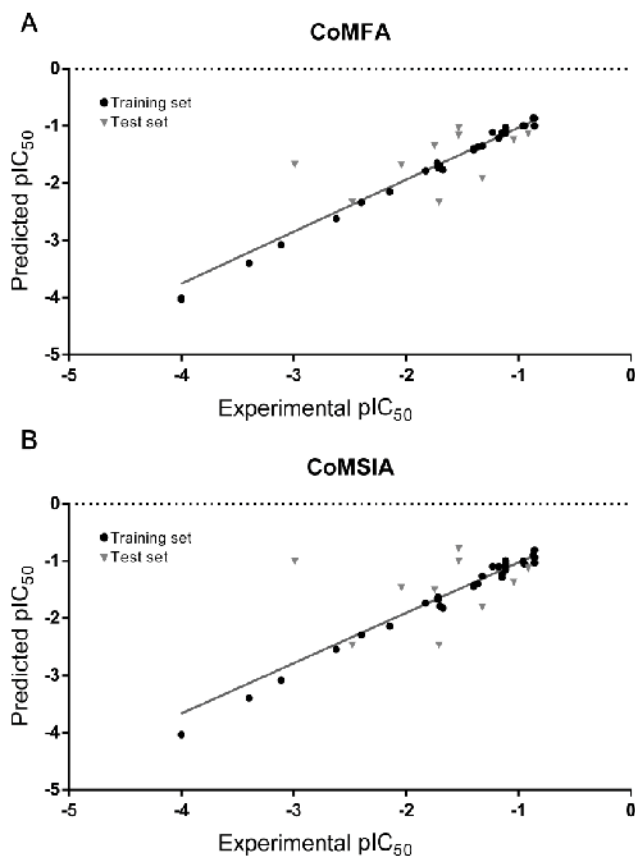 A
CoMFA
0
Training set
Test set
-1
-2
-3
-4
-5
Predicted pIC50
-5 -4 -3 -2 -1 0
Experimental pIC50
B
CoMSIA
0
Training set
Test set
-1
-2
-3
-4
-5
Predicted pIC50
-5 -4 -3 -2 -1 0
Experimental pIC50